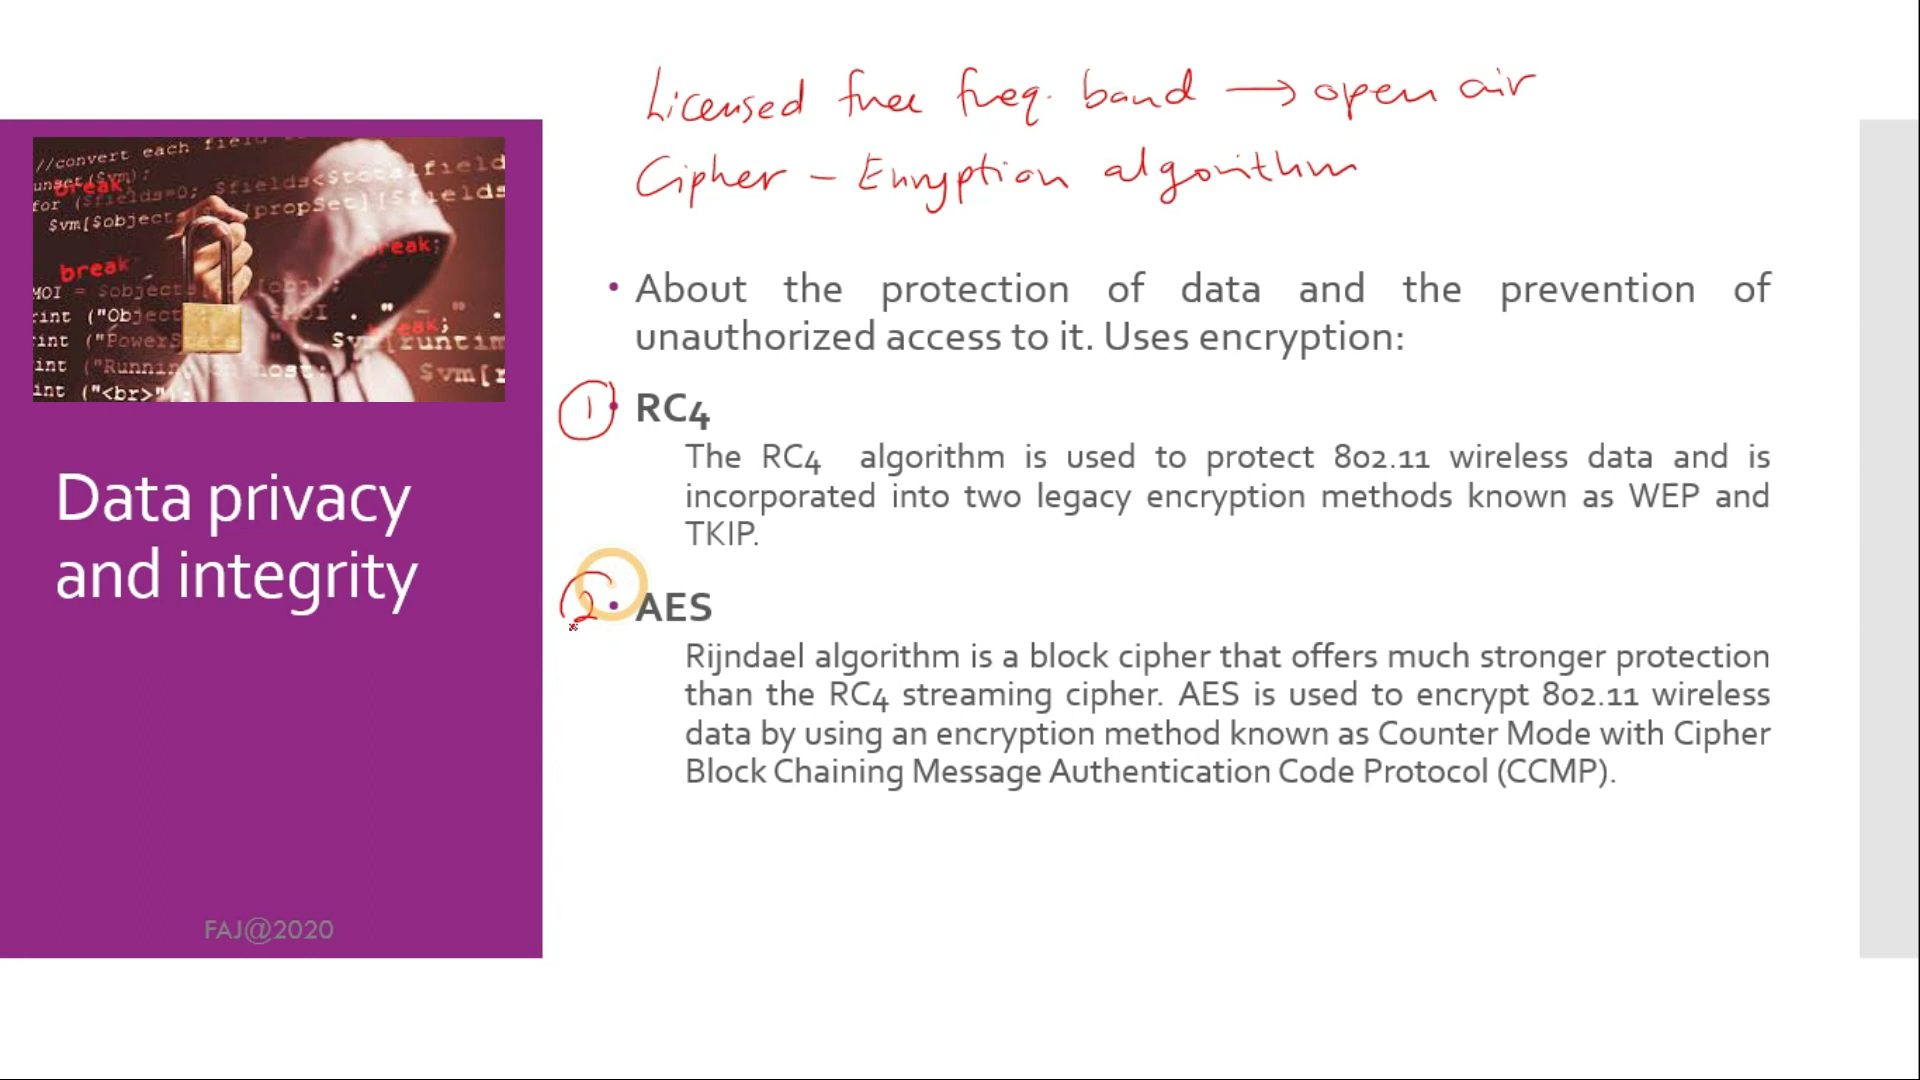 Licensed free freq. band → open air
Cipher – Encryption algorithm
//convert each field
break
break
Data privacy
and integrity
FAJ@2020
• About the protection of data and the prevention of
unauthorized access to it. Uses encryption:
1 • RC4
The RC4 algorithm is used to protect 802.11 wireless data and is
incorporated into two legacy encryption methods known as WEP and
TKIP.
2 • AES
Rijndael algorithm is a block cipher that offers much stronger protection
than the RC4 streaming cipher. AES is used to encrypt 802.11 wireless
data by using an encryption method known as Counter Mode with Cipher
Block Chaining Message Authentication Code Protocol (CCMP).